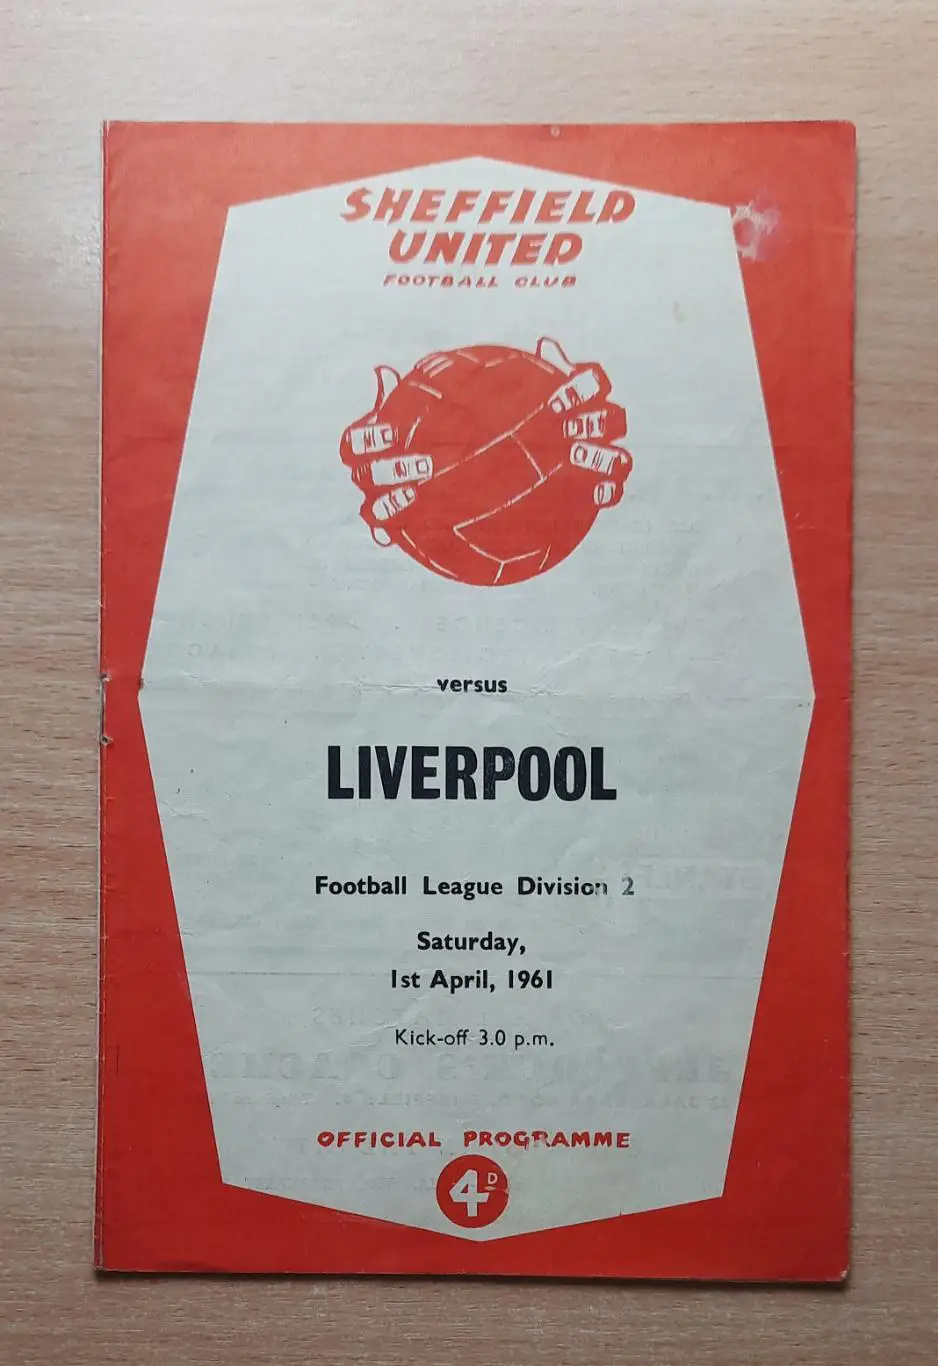 SHEFFIELD
UNITED
FOOTBALL CLUB
versus
LIVERPOOL
Football League Division 2
Saturday,
1st April, 1961
Kick-off 3.0 p.m.
OFFICIAL PROGRAMME
4D